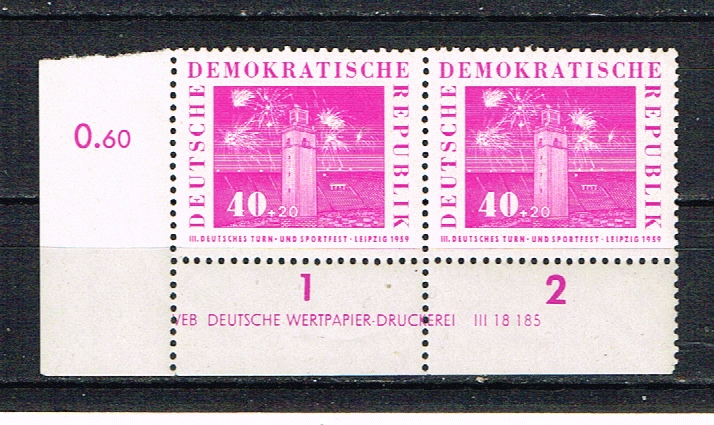 0.60
DEUTSCHE DEMOKRATISCHE REPUBLIK
40+20
III. DEUTSCHES TURN- UND SPORTFEST · LEIPZIG 1959
DEUTSCHE DEMOKRATISCHE REPUBLIK
40+20
III. DEUTSCHES TURN- UND SPORTFEST · LEIPZIG 1959
1
2
VEB DEUTSCHE WERTPAPIER-DRUCKEREI III 18 185